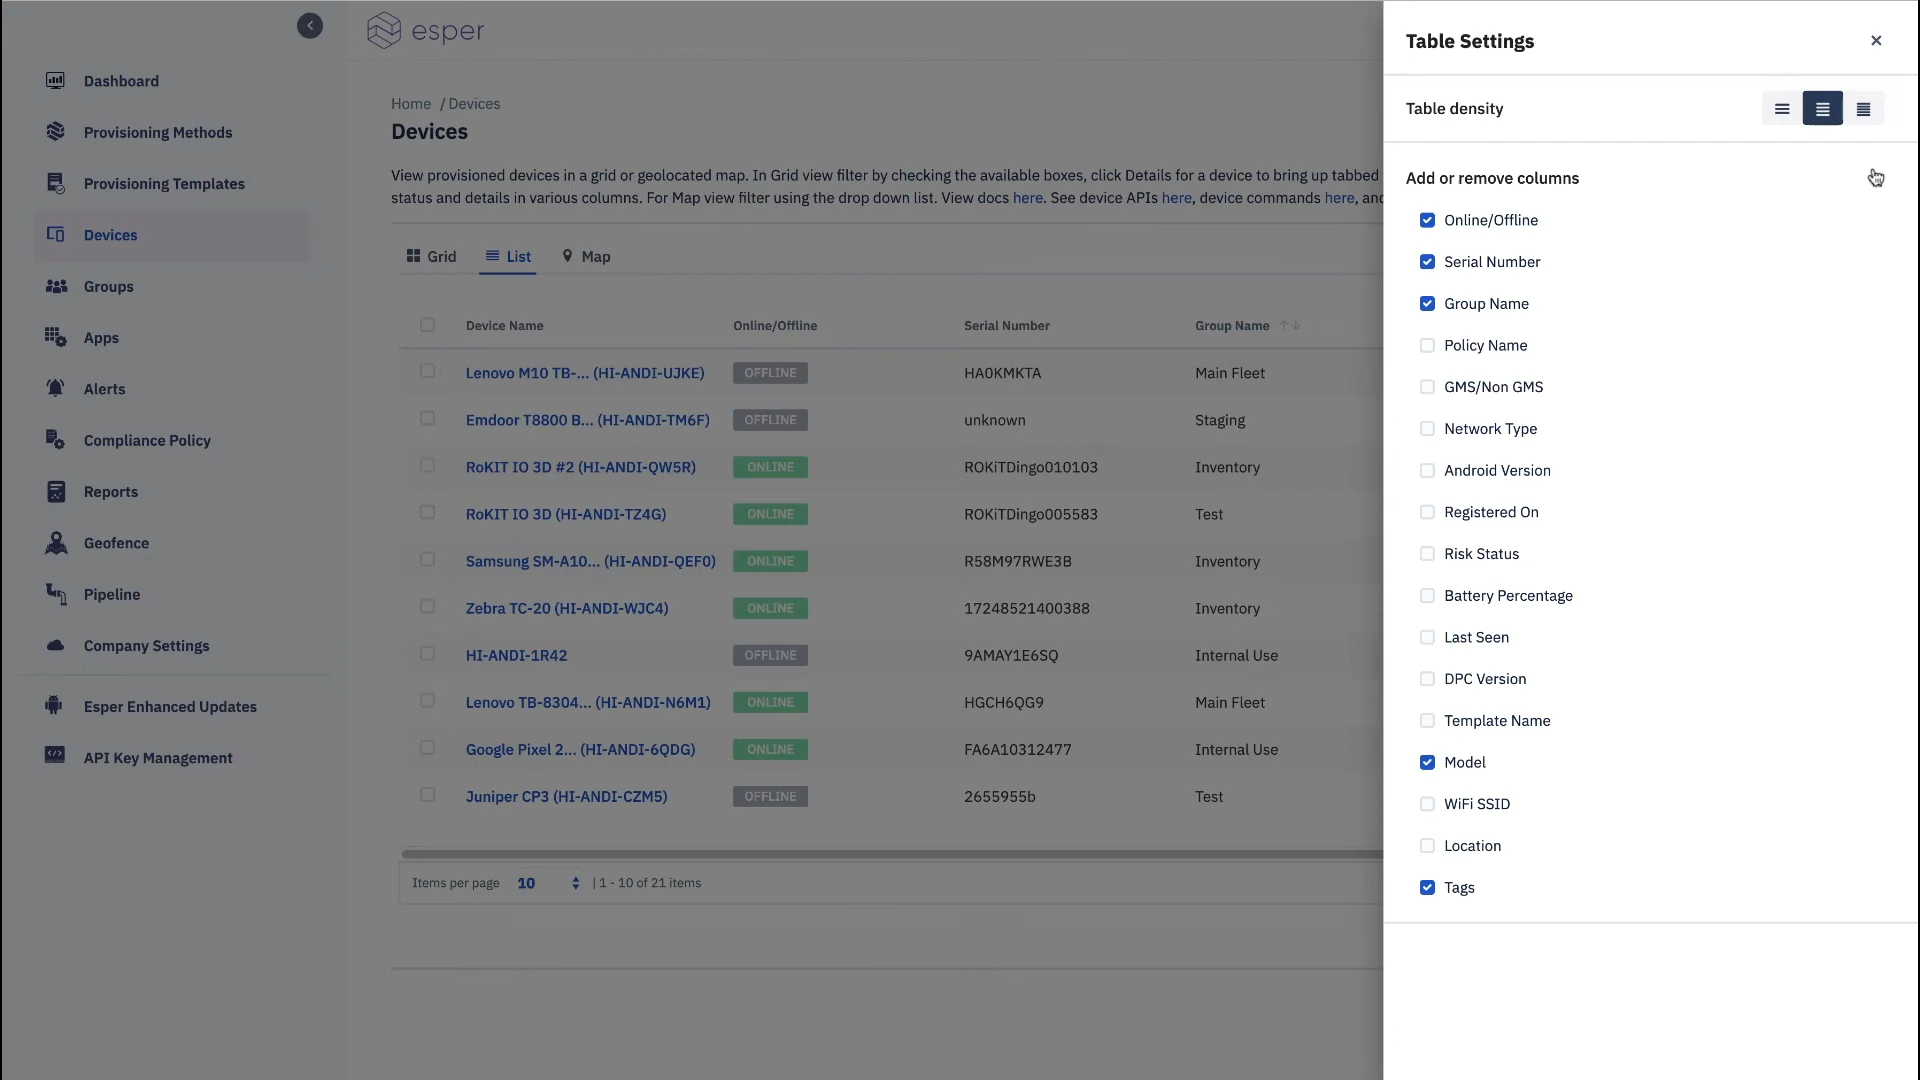 Dashboard
Provisioning Methods
Provisioning Templates
Devices
Groups
Apps
Alerts
Compliance Policy
Reports
Geofence
Pipeline
Company Settings
Esper Enhanced Updates
API Key Management
esper
Home / Devices
Devices
View provisioned devices in a grid or geolocated map. In Grid view filter by checking the available boxes, click Details for a device to bring up tabbed
status and details in various columns. For Map view filter using the drop down list. View docs here. See device APIs here, device commands here, and
Grid List Map
Device Name Online/Offline Serial Number Group Name
Lenovo M10 TB-... (HI-ANDI-UJKE) OFFLINE HA0KMKTA Main Fleet
Emdoor T8800 B... (HI-ANDI-TM6F) OFFLINE unknown Staging
RoKIT IO 3D #2 (HI-ANDI-QW5R) ONLINE ROKiTDingo010103 Inventory
RoKIT IO 3D (HI-ANDI-TZ4G) ONLINE ROKiTDingo005583 Test
Samsung SM-A10... (HI-ANDI-QEF0) ONLINE R58M97RWE3B Inventory
Zebra TC-20 (HI-ANDI-WJC4) ONLINE 17248521400388 Inventory
HI-ANDI-1R42 OFFLINE 9AMAY1E6SQ Internal Use
Lenovo TB-8304... (HI-ANDI-N6M1) ONLINE HGCH6QG9 Main Fleet
Google Pixel 2... (HI-ANDI-6QDG) ONLINE FA6A10312477 Internal Use
Juniper CP3 (HI-ANDI-CZM5) OFFLINE 2655955b Test
Items per page 10 | 1 - 10 of 21 items
Table Settings
Table density
Add or remove columns
Online/Offline
Serial Number
Group Name
Policy Name
GMS/Non GMS
Network Type
Android Version
Registered On
Risk Status
Battery Percentage
Last Seen
DPC Version
Template Name
Model
WiFi SSID
Location
Tags